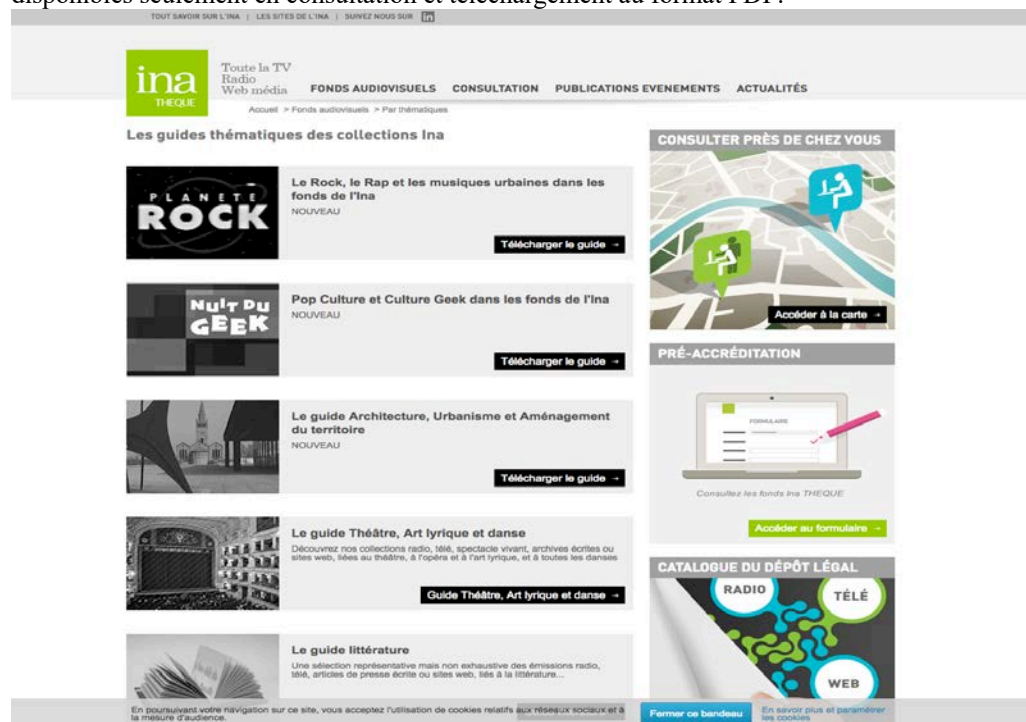 disponibles seulement en consultation et téléchargement au format PDF.
TOUT SAVOIR SUR L'INA | LES SITES DE L'INA | SUIVEZ NOUS SUR in
ina
THEQUE
Toute la TV
Radio
Web média
FONDS AUDIOVISUELS CONSULTATION PUBLICATIONS EVENEMENTS ACTUALITÉS
Accueil > Fonds audiovisuels > Par thématiques
Les guides thématiques des collections Ina
PLANETE
ROCK
Le Rock, le Rap et les musiques urbaines dans les
fonds de l'Ina
NOUVEAU
Télécharger le guide →
NUIT DU
GEEK
Pop Culture et Culture Geek dans les fonds de l'Ina
NOUVEAU
Télécharger le guide →
Le guide Architecture, Urbanisme et Aménagement
du territoire
NOUVEAU
Télécharger le guide →
Le guide Théâtre, Art lyrique et danse
Découvrez nos collections radio, télé, spectacle vivant, archives écrites ou
sites web, liées au théâtre, à l'opéra et à l'art lyrique, et à toutes les danses
Guide Théâtre, Art lyrique et danse →
Le guide littérature
Une sélection représentative mais non exhaustive des émissions radio,
télé, articles de presse écrite ou sites web, liés à la littérature...
CONSULTER PRÈS DE CHEZ VOUS
Accéder à la carte →
PRÉ-ACCRÉDITATION
FORMULAIRE
Consultez les fonds Ina THEQUE
Accéder au formulaire →
CATALOGUE DU DÉPÔT LÉGAL
RADIO
TÉLÉ
WEB
En poursuivant votre navigation sur ce site, vous acceptez l'utilisation de cookies relatifs aux réseaux sociaux et à
la mesure d'audience.
Fermer ce bandeau
En savoir plus et paramétrer
les cookies